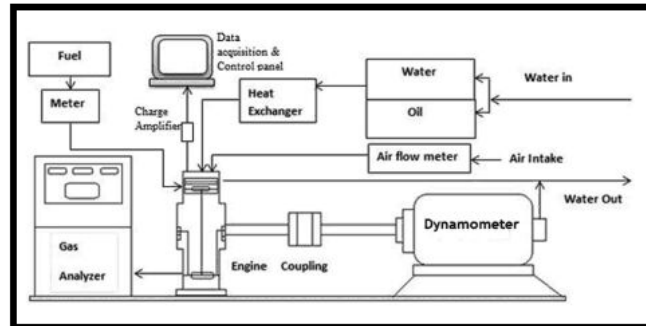 Data
acquisition &
Control panel
Fuel
Meter
Charge
Amplifier
Heat
Exchanger
Water
Oil
Water in
Air flow meter
Air Intake
Water Out
Dynamometer
Gas
Analyzer
Engine
Coupling